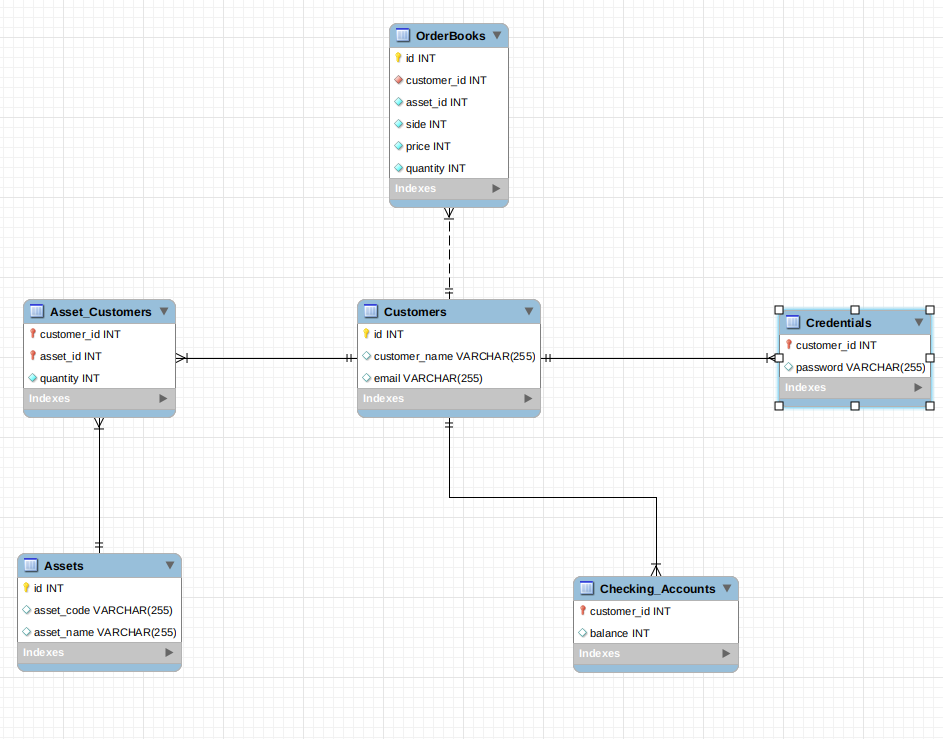 OrderBooks
id INT
customer_id INT
asset_id INT
side INT
price INT
quantity INT
Indexes
Asset_Customers
customer_id INT
asset_id INT
quantity INT
Indexes
Customers
id INT
customer_name VARCHAR(255)
email VARCHAR(255)
Indexes
Credentials
customer_id INT
password VARCHAR(255)
Indexes
Assets
id INT
asset_code VARCHAR(255)
asset_name VARCHAR(255)
Indexes
Checking_Accounts
customer_id INT
balance INT
Indexes